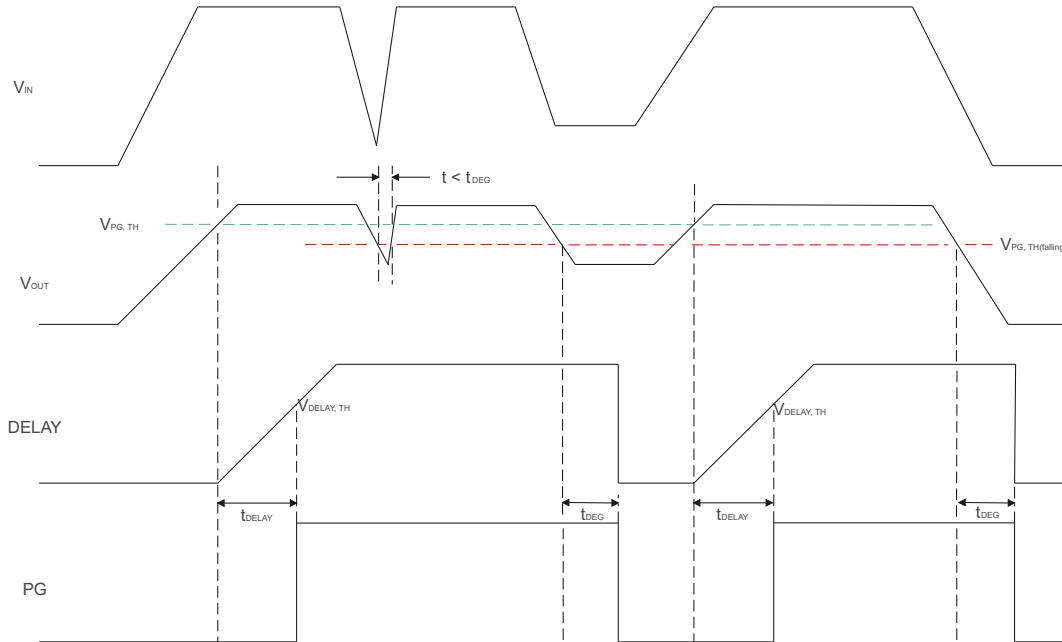 VIN
t < tDEG
VPG, TH
VPG, TH(falling
VOUT
VDELAY, TH
VDELAY, TH
DELAY
tDELAY
tDEG
tDELAY
tDEG
PG